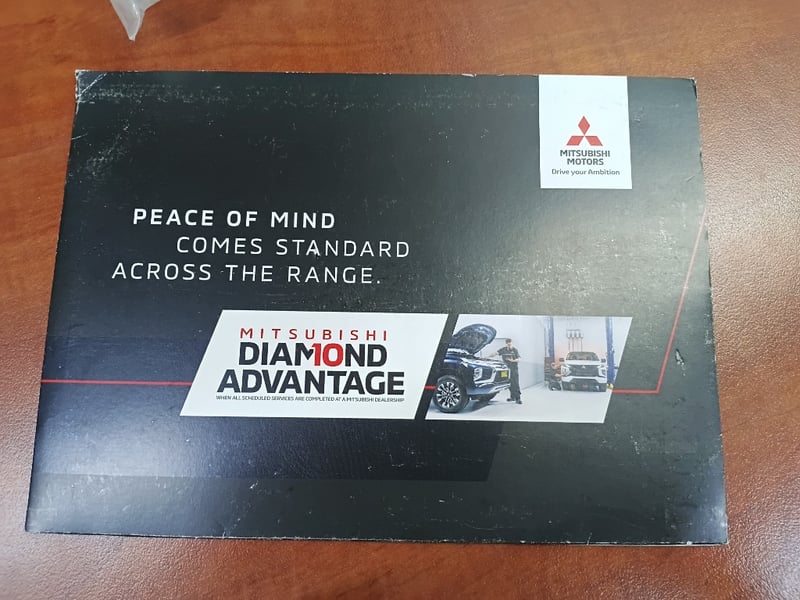 MITSUBISHI
MOTORS
Drive your Ambition
PEACE OF MIND
COMES STANDARD
ACROSS THE RANGE.
MITSUBISHI
DIAM10ND
ADVANTAGE
WHEN ALL SCHEDULED SERVICES ARE COMPLETED AT A MITSUBISHI DEALERSHIP